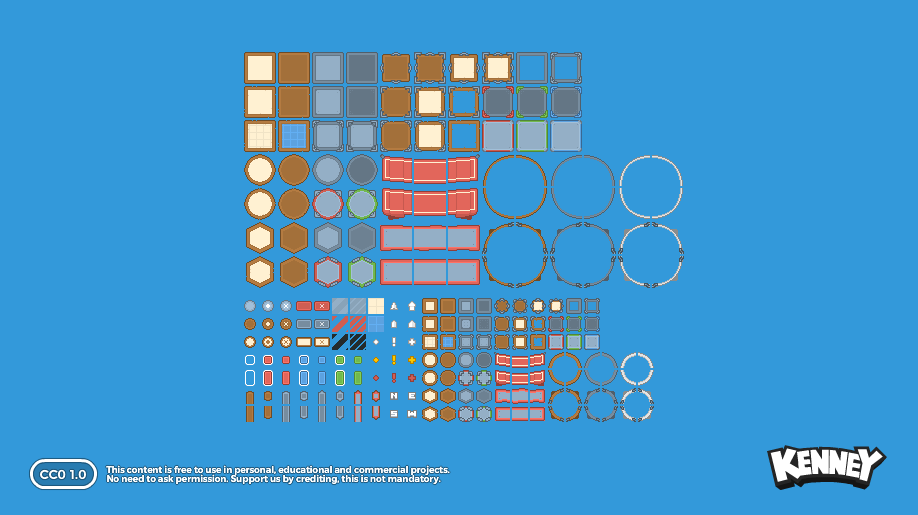 N E
S W
CC0 1.0
This content is free to use in personal, educational and commercial projects.
No need to ask permission. Support us by crediting, this is not mandatory.
KENNEY